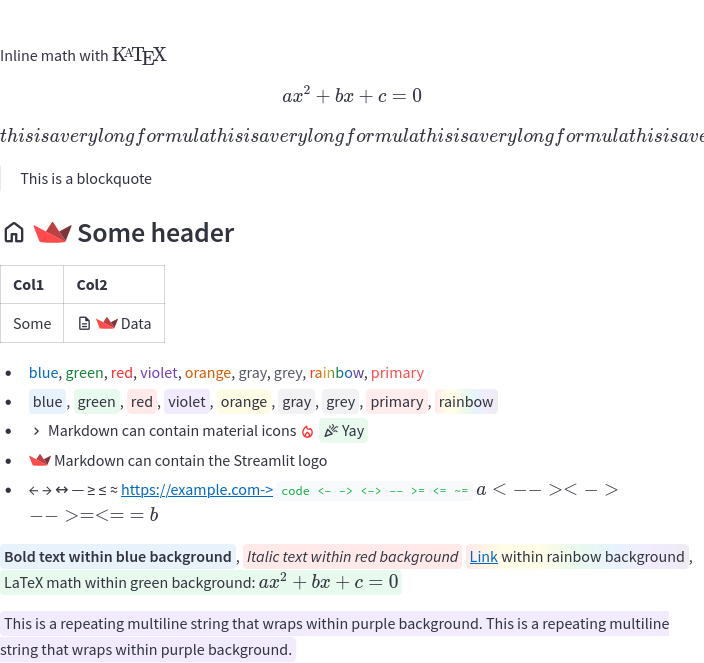 Inline math with KATEX
ax² + bx + c = 0
thisisaverylongformulathisisaverylongformulathisisaverylongformulathisisave
This is a blockquote
Some header
Col1 Col2
Some Data
blue, green, red, violet, orange, gray, grey, rainbow, primary
blue , green , red , violet , orange , gray , grey , primary , rainbow
Markdown can contain material icons Yay
Markdown can contain the Streamlit logo
← → ↔ — ≥ ≤ ≈ https://example.com-> code <- -> <-> -- >= <= ~= a < −− >< − >
−− >=<= = b
Bold text within blue background , Italic text within red background Link within rainbow background ,
LaTeX math within green background: ax² + bx + c = 0
This is a repeating multiline string that wraps within purple background. This is a repeating multiline
string that wraps within purple background.